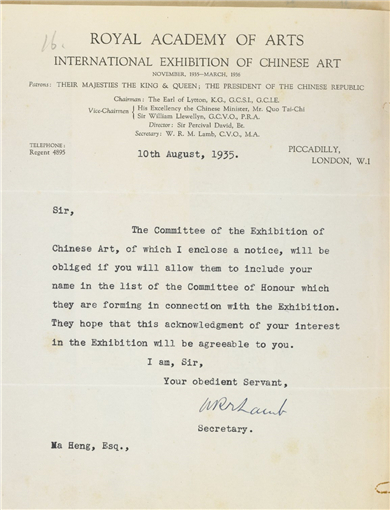 16.
ROYAL ACADEMY OF ARTS
INTERNATIONAL EXHIBITION OF CHINESE ART
NOVEMBER, 1935—MARCH, 1936
Patrons: THEIR MAJESTIES THE KING & QUEEN; THE PRESIDENT OF THE CHINESE REPUBLIC
Chairman: The Earl of Lytton, K.G., G.C.S.I., G.C.I.E.
Vice-Chairmen { His Excellency the Chinese Minister, Mr. Quo Tai-Chi
Sir William Llewellyn, G.C.V.O., P.R.A.
Director: Sir Percival David, Bt.
Secretary: W. R. M. Lamb, C.V.O., M.A.
TELEPHONE:
Regent 4895
10th August, 1935.
PICCADILLY,
LONDON, W.1
Sir,
The Committee of the Exhibition of
Chinese Art, of which I enclose a notice, will be
obliged if you will allow them to include your
name in the list of the Committee of Honour which
they are forming in connection with the Exhibition.
They hope that this acknowledgment of your interest
in the Exhibition will be agreeable to you.
I am, Sir,
Your obedient Servant,
WRMLamb
Secretary.
Ma Heng, Esq.,